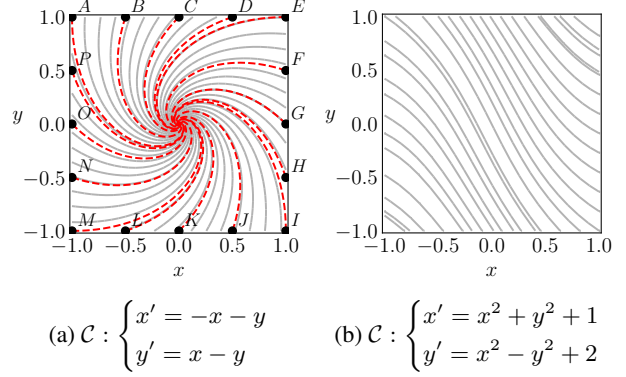 A B C D E
1.0 1.0
P F
0.5 0.5
O G
y 0.0 y 0.0
N H
−0.5 −0.5
M L K J I
−1.0 −1.0
−1.0 −0.5 0.0 0.5 1.0 −1.0 −0.5 0.0 0.5 1.0
x x
(a) C : { x′ = −x − y (b) C : { x′ = x² + y² + 1
y′ = x − y y′ = x² − y² + 2